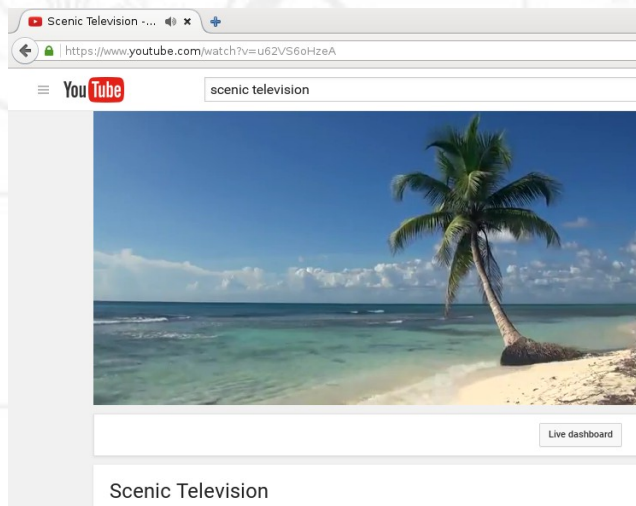 Scenic Television -...
https://www.youtube.com/watch?v=u62VS6oHzeA
YouTube
scenic television
Live dashboard
Scenic Television